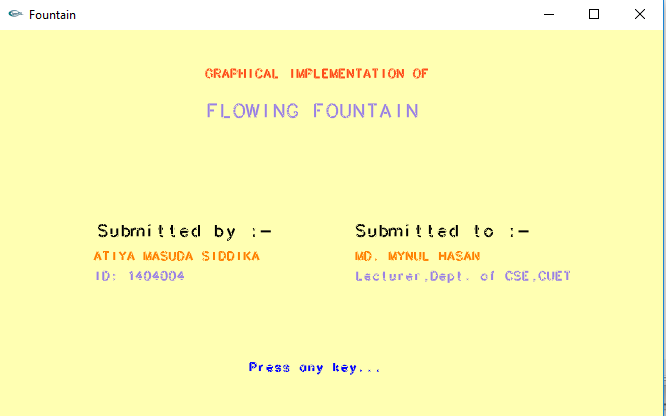 Fountain
GRAPHICAL IMPLEMENTATION OF
FLOWING FOUNTAIN
Submitted by :-
Submitted to :-
ATIYA MASUDA SIDDIKA
MD. MYNUL HASAN
ID: 1404004
Lecturer,Dept. of CSE,CUET
Press any key...